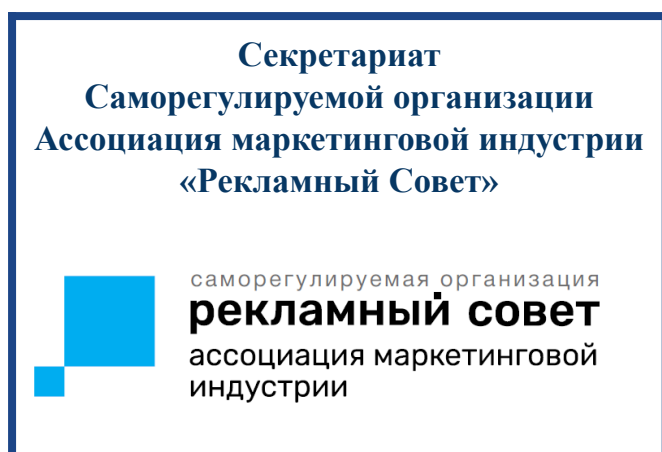 Секретариат
Саморегулируемой организации
Ассоциация маркетинговой индустрии
«Рекламный Совет»
саморегулируемая организация
рекламный совет
ассоциация маркетинговой
индустрии